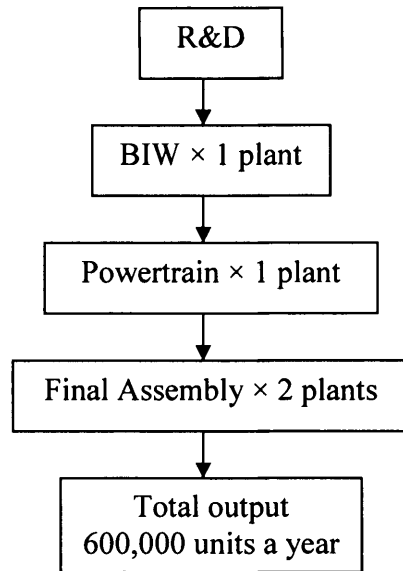 R&D
BIW × 1 plant
Powertrain × 1 plant
Final Assembly × 2 plants
Total output
600,000 units a year